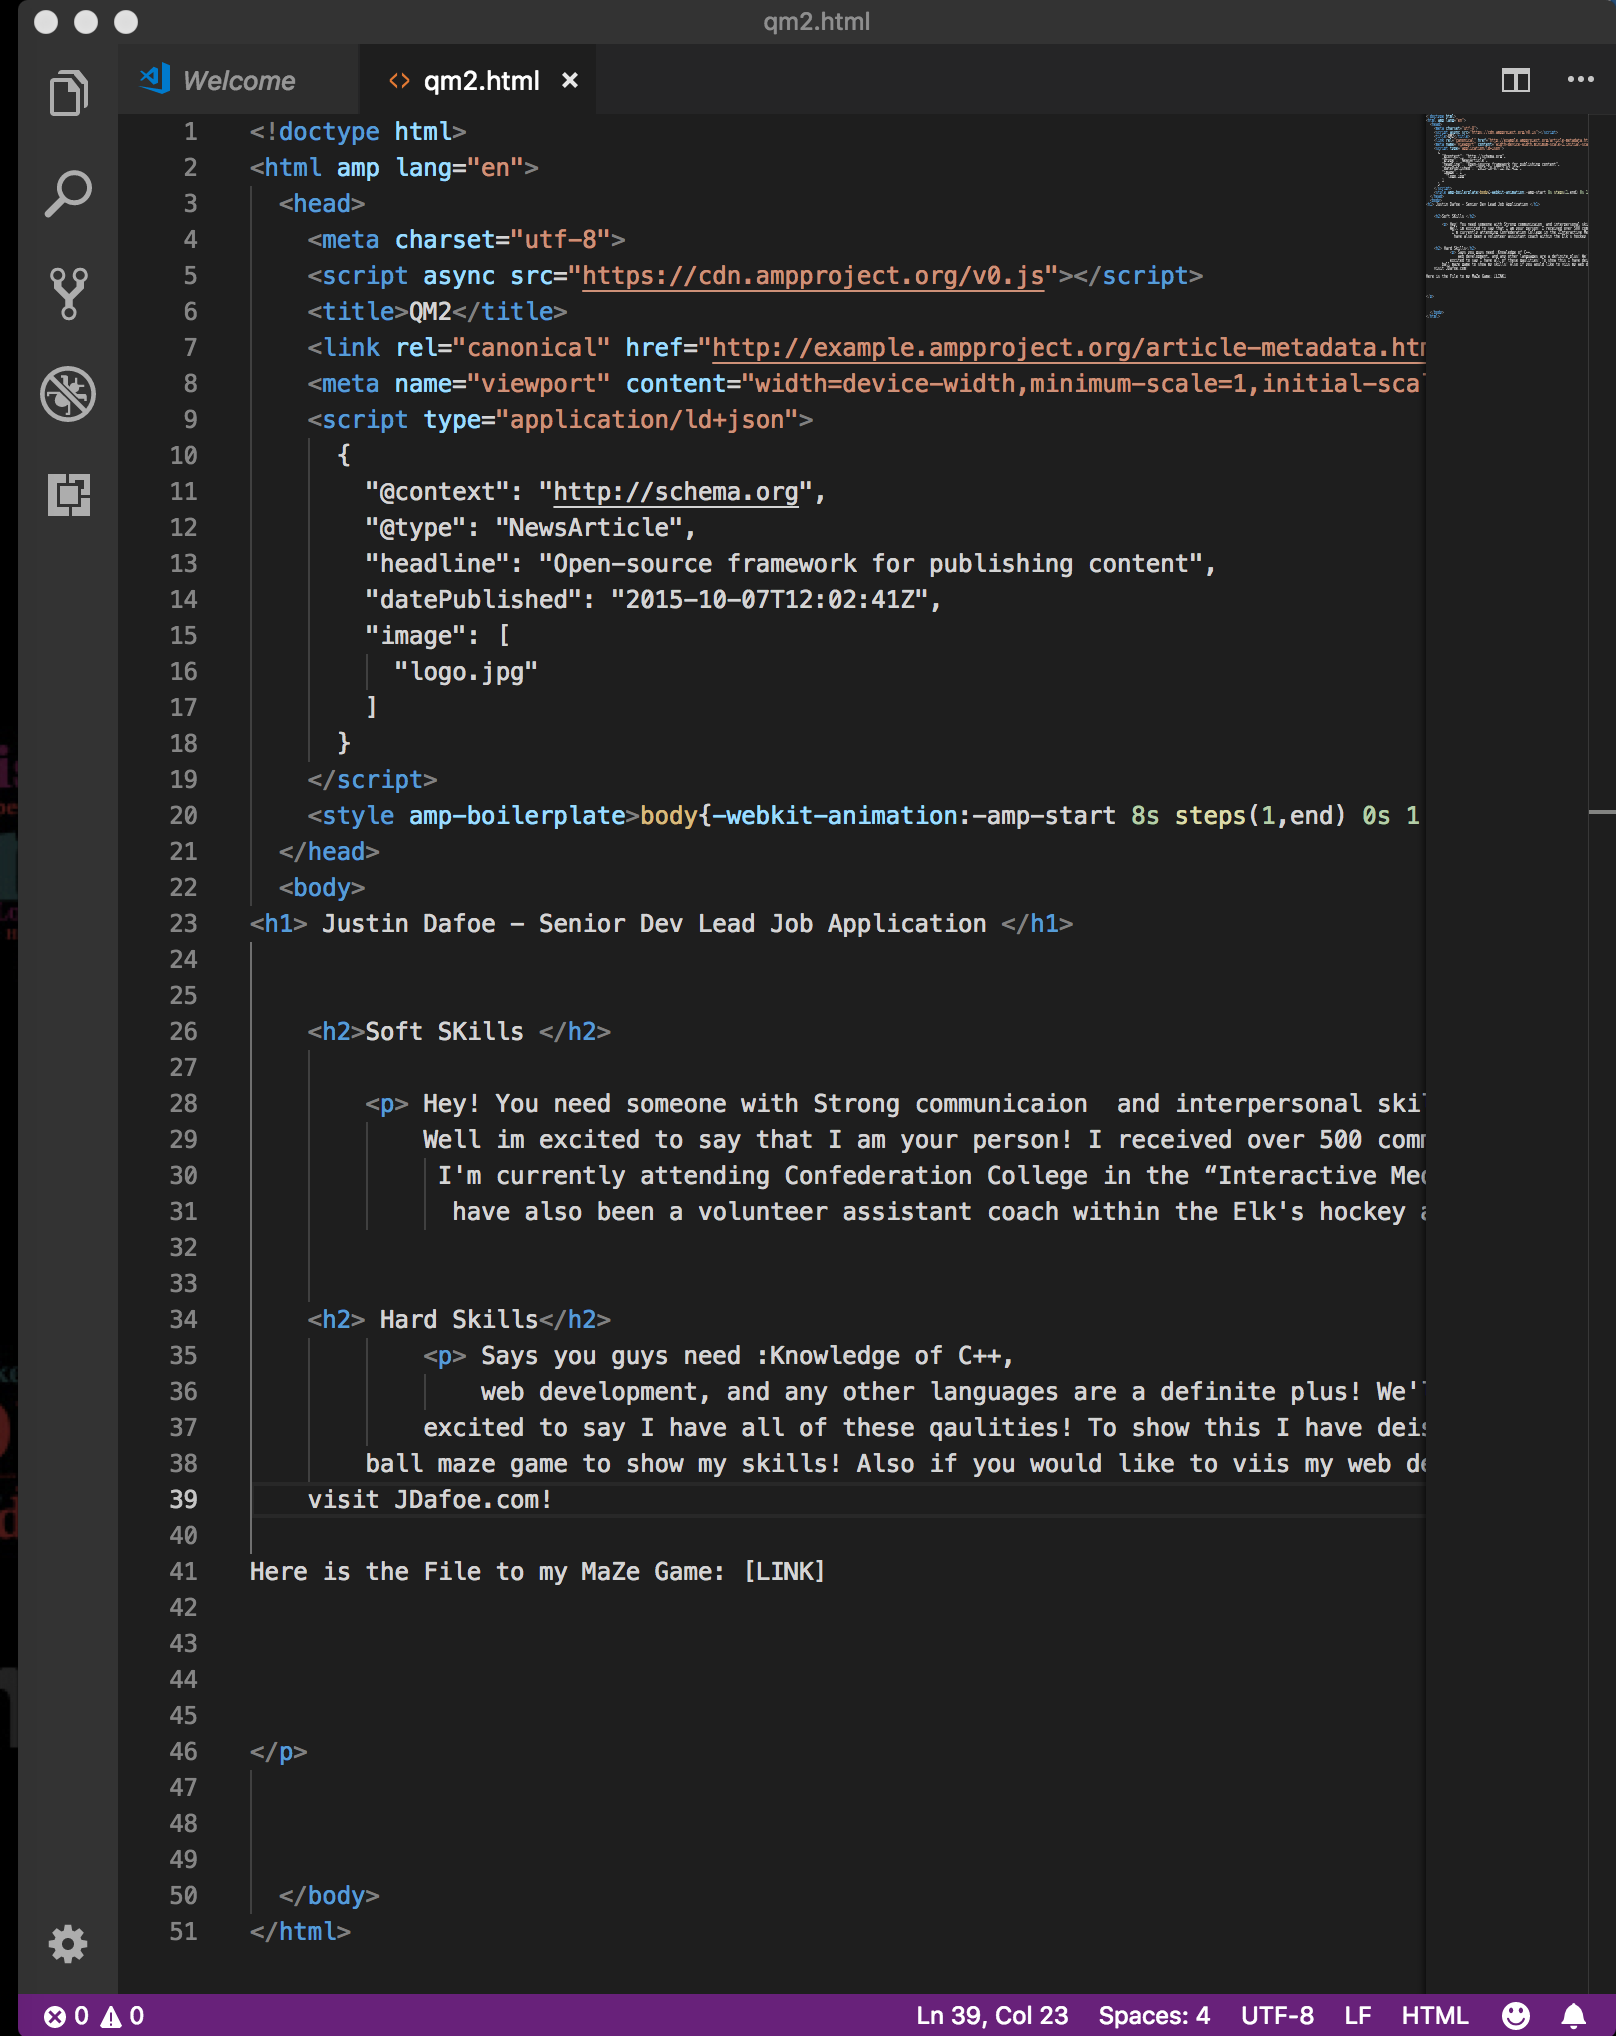 qm2.html
Welcome
<> qm2.html ×
1 <!doctype html>
2 <html amp lang="en">
3 <head>
4 <meta charset="utf-8">
5 <script async src="https://cdn.ampproject.org/v0.js"></script>
6 <title>QM2</title>
7 <link rel="canonical" href="http://example.ampproject.org/article-metadata.htm
8 <meta name="viewport" content="width=device-width,minimum-scale=1,initial-scal
9 <script type="application/ld+json">
10 {
11 "@context": "http://schema.org",
12 "@type": "NewsArticle",
13 "headline": "Open-source framework for publishing content",
14 "datePublished": "2015-10-07T12:02:41Z",
15 "image": [
16 "logo.jpg"
17 ]
18 }
19 </script>
20 <style amp-boilerplate>body{-webkit-animation:-amp-start 8s steps(1,end) 0s 1
21 </head>
22 <body>
23 <h1> Justin Dafoe - Senior Dev Lead Job Application </h1>
24
25
26 <h2>Soft SKills </h2>
27
28 <p> Hey! You need someone with Strong communicaion  and interpersonal skil
29 Well im excited to say that I am your person! I received over 500 comm
30 I'm currently attending Confederation College in the “Interactive Med
31 have also been a volunteer assistant coach within the Elk's hockey a
32
33
34 <h2> Hard Skills</h2>
35 <p> Says you guys need :Knowledge of C++,
36 web development, and any other languages are a definite plus! We'l
37 excited to say I have all of these qaulities! To show this I have deis
38 ball maze game to show my skills! Also if you would like to viis my web de
39 visit JDafoe.com!
40
41 Here is the File to my MaZe Game: [LINK]
42
43
44
45
46 </p>
47
48
49
50 </body>
51 </html>
0 0 Ln 39, Col 23 Spaces: 4 UTF-8 LF HTML